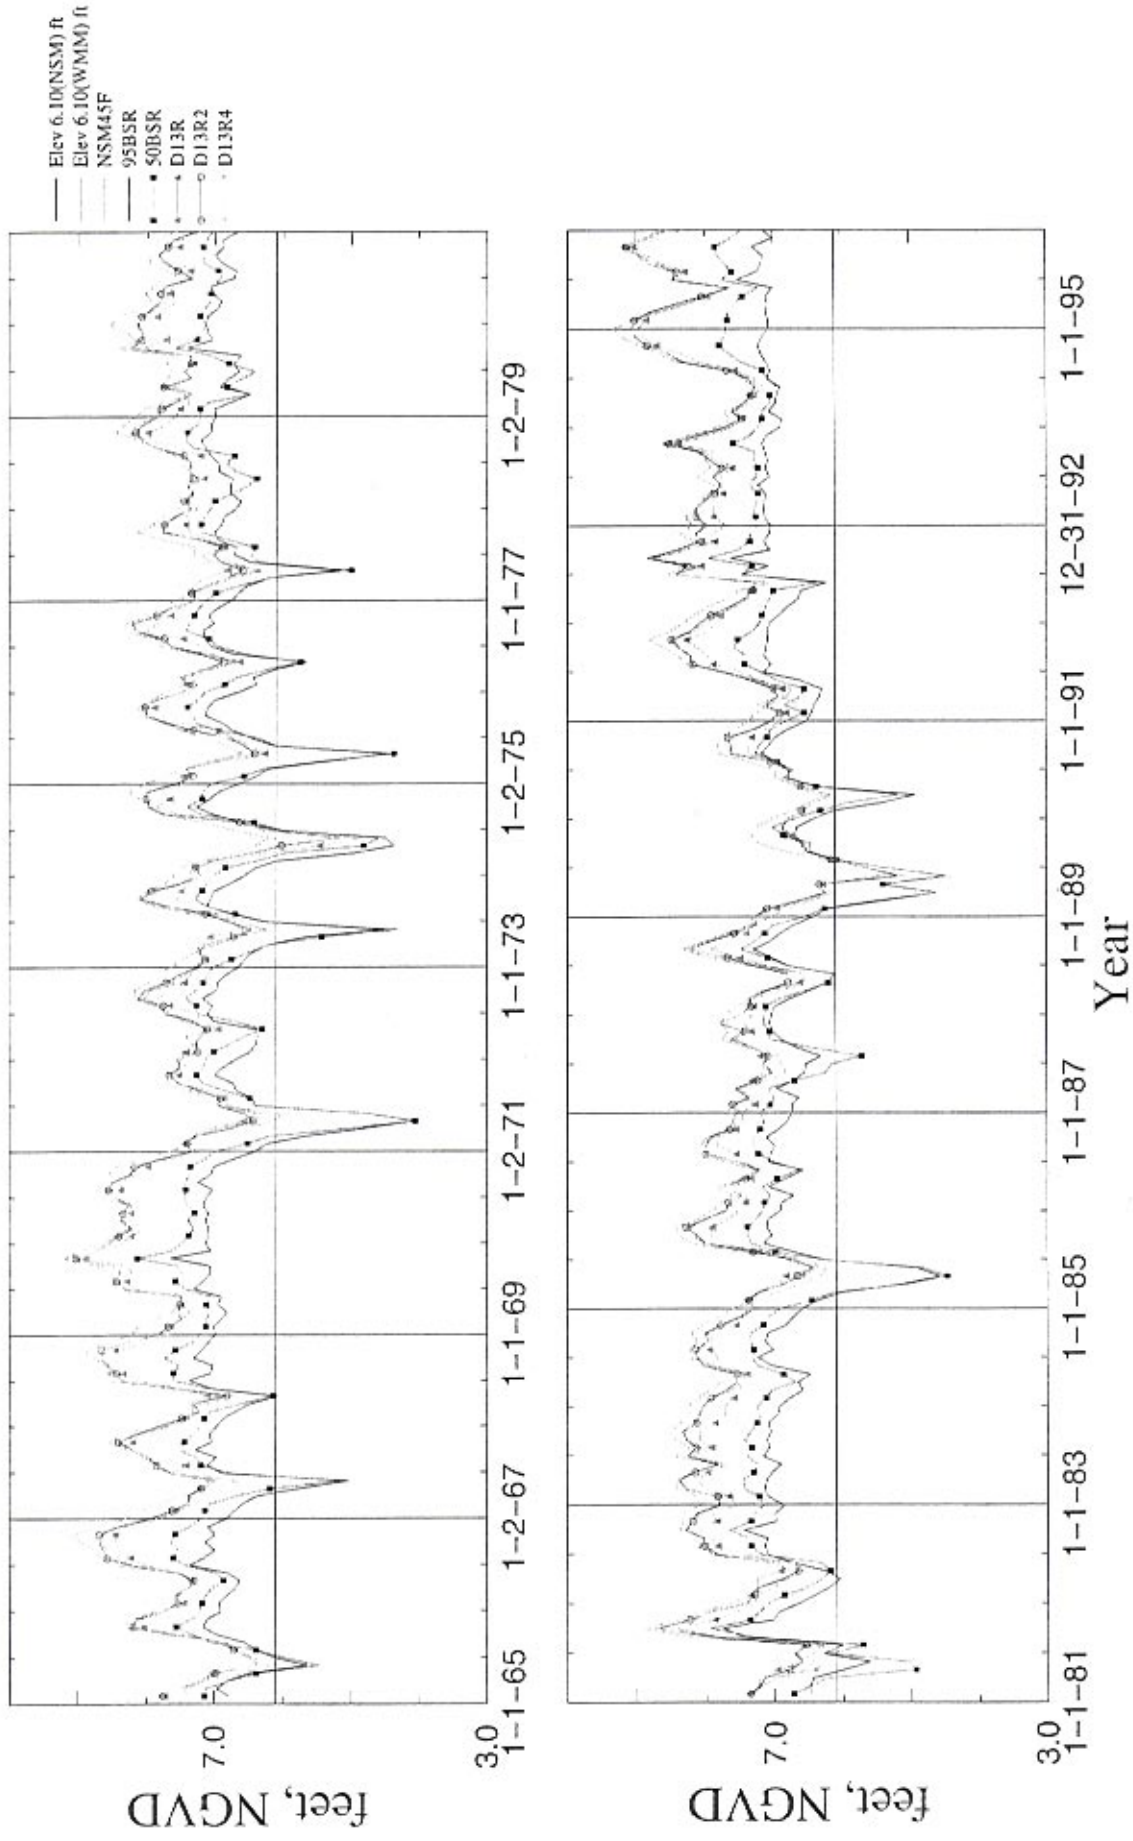 Elev 6.10(NSM) ft
Elev 6.10(WMM) ft
NSM45F
95BSR
50BSR
D13R
D13R2
D13R4
feet, NGVD
7.0
3.0
1-1-65
1-2-67
1-1-69
1-2-71
1-1-73
1-2-75
1-1-77
1-2-79
feet, NGVD
7.0
3.0
1-1-81
1-1-83
1-1-85
1-1-87
1-1-89
1-1-91
12-31-92
1-1-95
Year